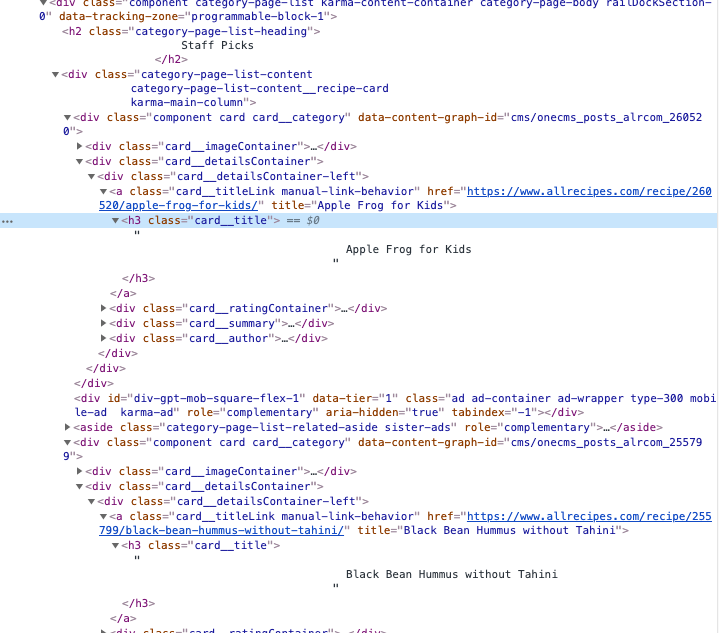 <div class="component category-page-list karma-content-container category-page-body railDockSection-
0" data-tracking-zone="programmable-block-1">
<h2 class="category-page-list-heading">
Staff Picks
</h2>
<div class="category-page-list-content
category-page-list-content__recipe-card
karma-main-column">
<div class="component card card__category" data-content-graph-id="cms/onecms_posts_alrcom_26052
0">
<div class="card__imageContainer">…</div>
<div class="card__detailsContainer">
<div class="card__detailsContainer-left">
<a class="card__titleLink manual-link-behavior" href="https://www.allrecipes.com/recipe/260
520/apple-frog-for-kids/" title="Apple Frog for Kids">
… <h3 class="card__title"> == $0
"
Apple Frog for Kids
"
</h3>
</a>
<div class="card__ratingContainer">…</div>
<div class="card__summary">…</div>
<div class="card__author">…</div>
</div>
</div>
</div>
<div id="div-gpt-mob-square-flex-1" data-tier="1" class="ad ad-container ad-wrapper type-300 mobi
le-ad  karma-ad" role="complementary" aria-hidden="true" tabindex="-1"></div>
<aside class="category-page-list-related-aside sister-ads" role="complementary">…</aside>
<div class="component card card__category" data-content-graph-id="cms/onecms_posts_alrcom_25579
9">
<div class="card__imageContainer">…</div>
<div class="card__detailsContainer">
<div class="card__detailsContainer-left">
<a class="card__titleLink manual-link-behavior" href="https://www.allrecipes.com/recipe/255
799/black-bean-hummus-without-tahini/" title="Black Bean Hummus without Tahini">
<h3 class="card__title">
"
Black Bean Hummus without Tahini
"
</h3>
</a>
<div class="card__ratingContainer">…</div>